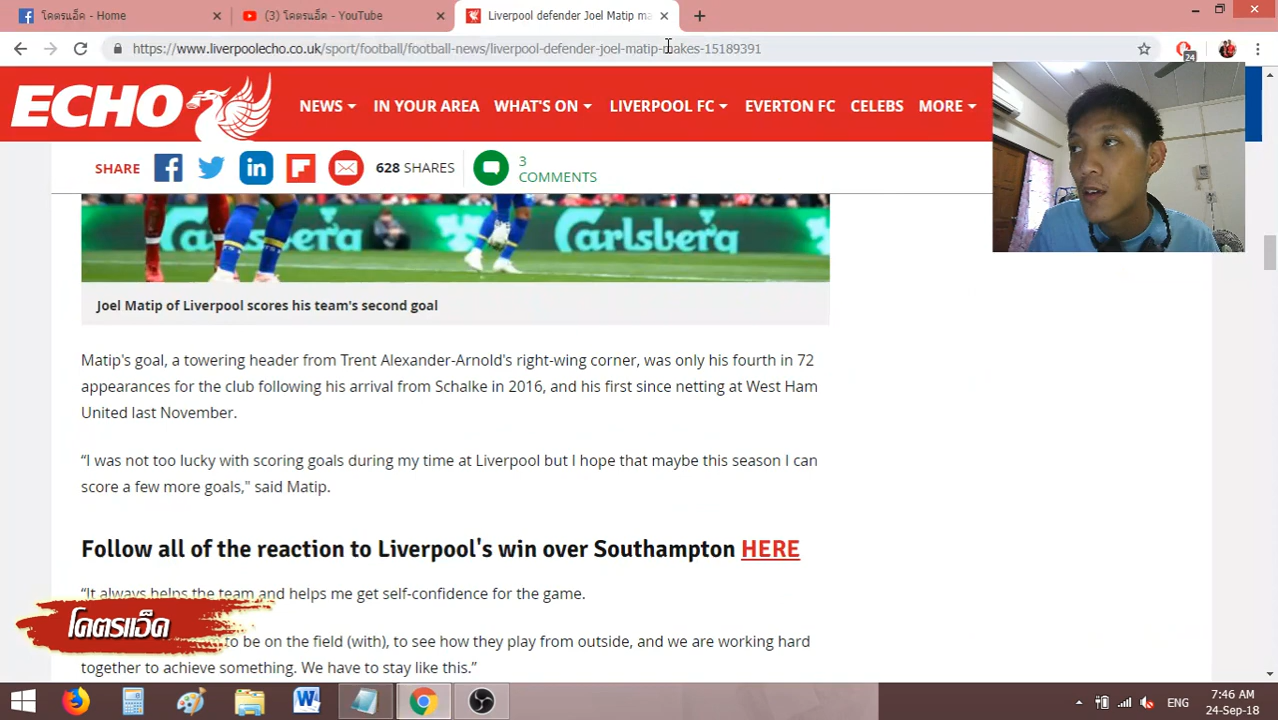 โคตรแอ็ด - Home
(3) โคตรแอ็ด - YouTube
Liverpool defender Joel Matip ma
https://www.liverpoolecho.co.uk/sport/football/football-news/liverpool-defender-joel-matip-makes-15189391
24
ECHO
NEWS
IN YOUR AREA
WHAT'S ON
LIVERPOOL FC
EVERTON FC
CELEBS
MORE
SHARE
628 SHARES
3
COMMENTS
Carlsberg
Carlsberg
Joel Matip of Liverpool scores his team's second goal
Matip's goal, a towering header from Trent Alexander-Arnold's right-wing corner, was only his fourth in 72
appearances for the club following his arrival from Schalke in 2016, and his first since netting at West Ham
United last November.
“I was not too lucky with scoring goals during my time at Liverpool but I hope that maybe this season I can
score a few more goals," said Matip.
Follow all of the reaction to Liverpool's win over Southampton HERE
“It always helps the team and helps me get self-confidence for the game.
โคตรแอ็ด
to be on the field (with), to see how they play from outside, and we are working hard
together to achieve something. We have to stay like this.”
ENG
7:46 AM
24-Sep-18